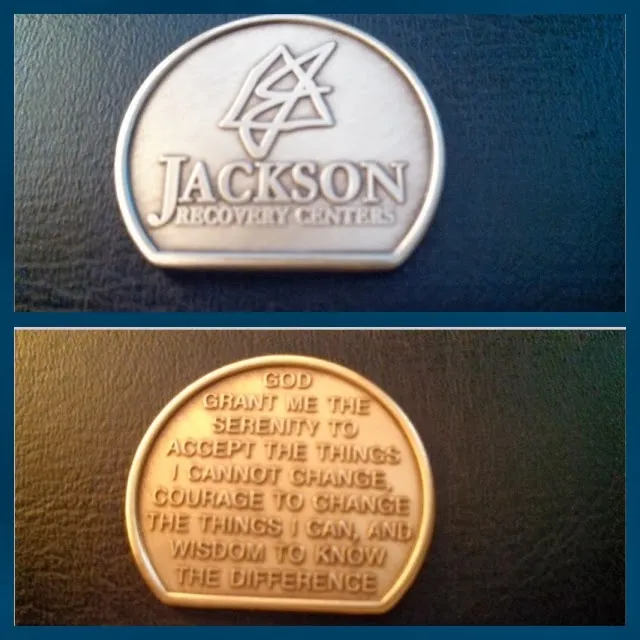 JACKSON
RECOVERY CENTERS
GOD
GRANT ME THE
SERENITY TO
ACCEPT THE THINGS
I CANNOT CHANGE,
COURAGE TO CHANGE
THE THINGS I CAN, AND
WISDOM TO KNOW
THE DIFFERENCE